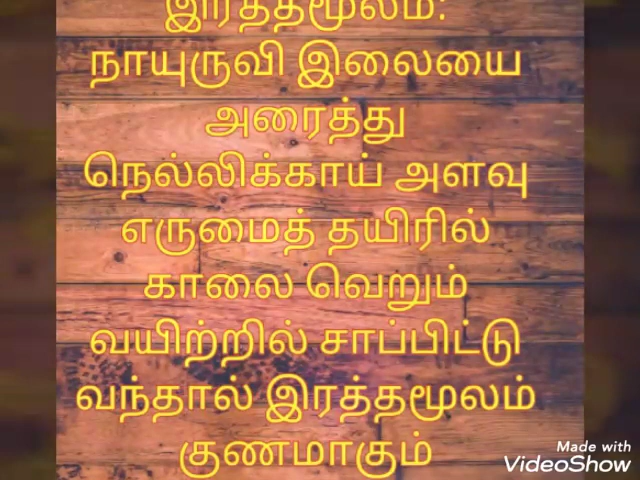 இரத்தமூலம்:
நாயுருவி இலையை
அரைத்து
நெல்லிக்காய் அளவு
எருமைத் தயிரில்
காலை வெறும்
வயிற்றில் சாப்பிட்டு
வந்தால் இரத்தமூலம்
குணமாகும்
Made with
VideoShow